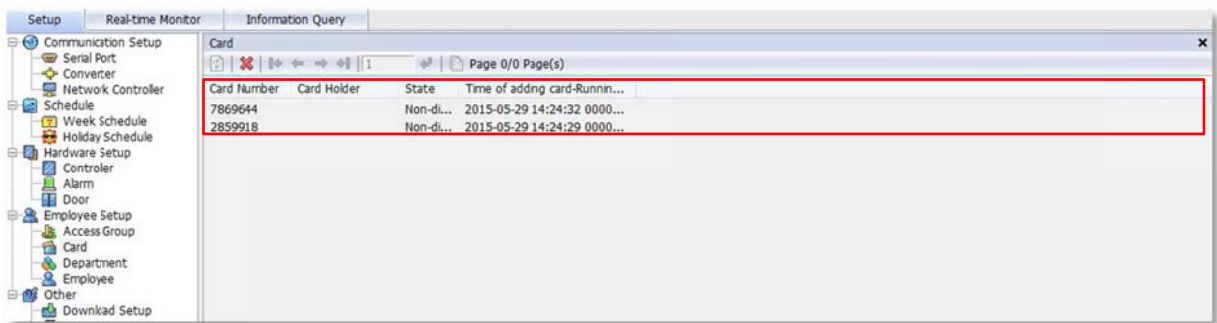 Setup Real-time Monitor Information Query
Communication Setup
Serial Port
Converter
Network Controller
Schedule
Week Schedule
Holiday Schedule
Hardware Setup
Controler
Alarm
Door
Employee Setup
Access Group
Card
Department
Employee
Other
Download Setup
Card
1 Page 0/0 Page(s)
Card Number Card Holder State Time of adding card-Runnin...
7869644 Non-di... 2015-05-29 14:24:32 0000...
2859918 Non-di... 2015-05-29 14:24:29 0000...